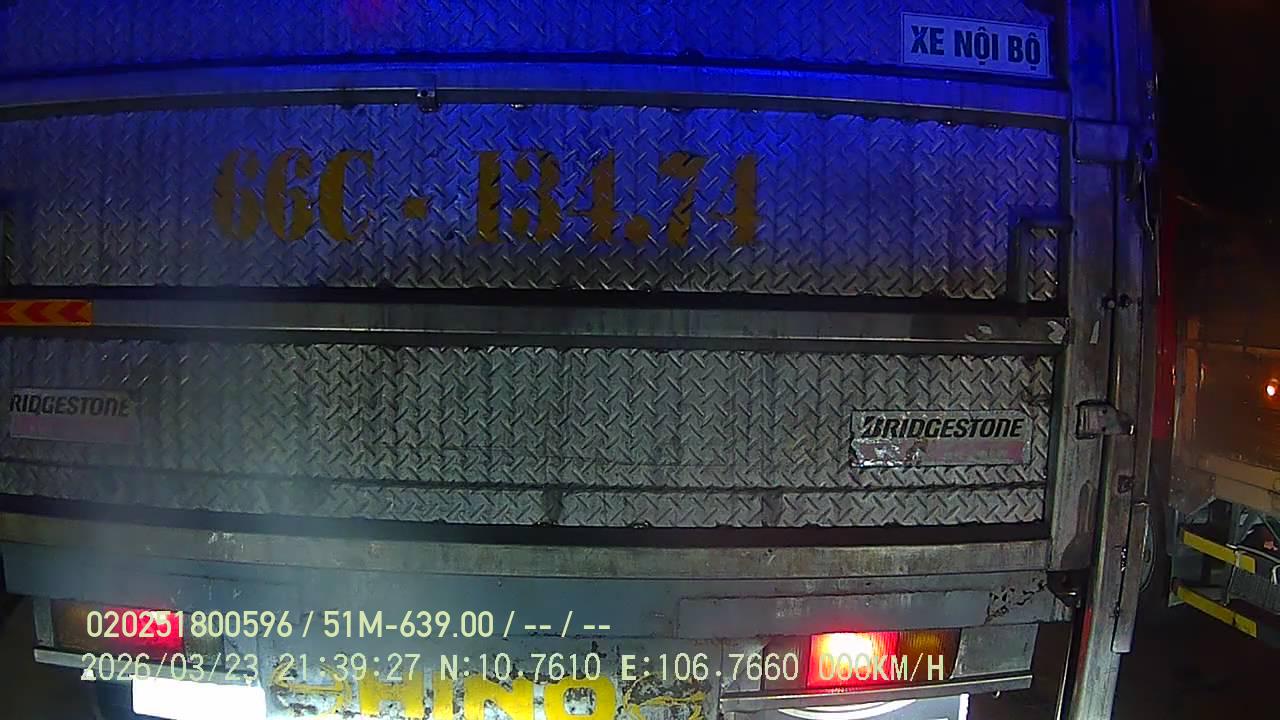 XE NỘI BỘ
66C - 134.74
RIDGESTONE
BRIDGESTONE
020251800596 / 51M-639.00 / -- / --
2026/03/23 21:39:27 N:10.7610 E:106.7660 000KM/H
HINO